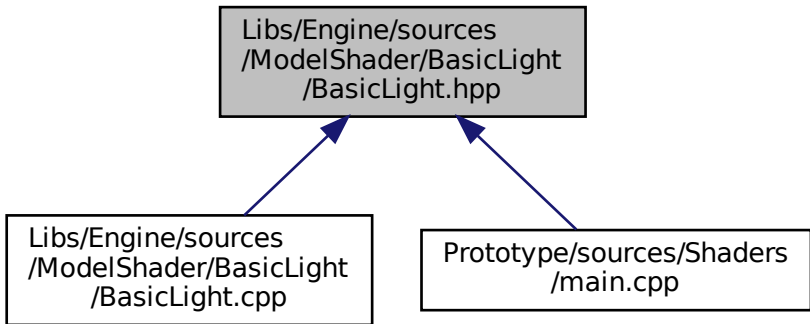 Libs/Engine/sources
/ModelShader/BasicLight
/BasicLight.hpp
Libs/Engine/sources
/ModelShader/BasicLight
/BasicLight.cpp
Prototype/sources/Shaders
/main.cpp